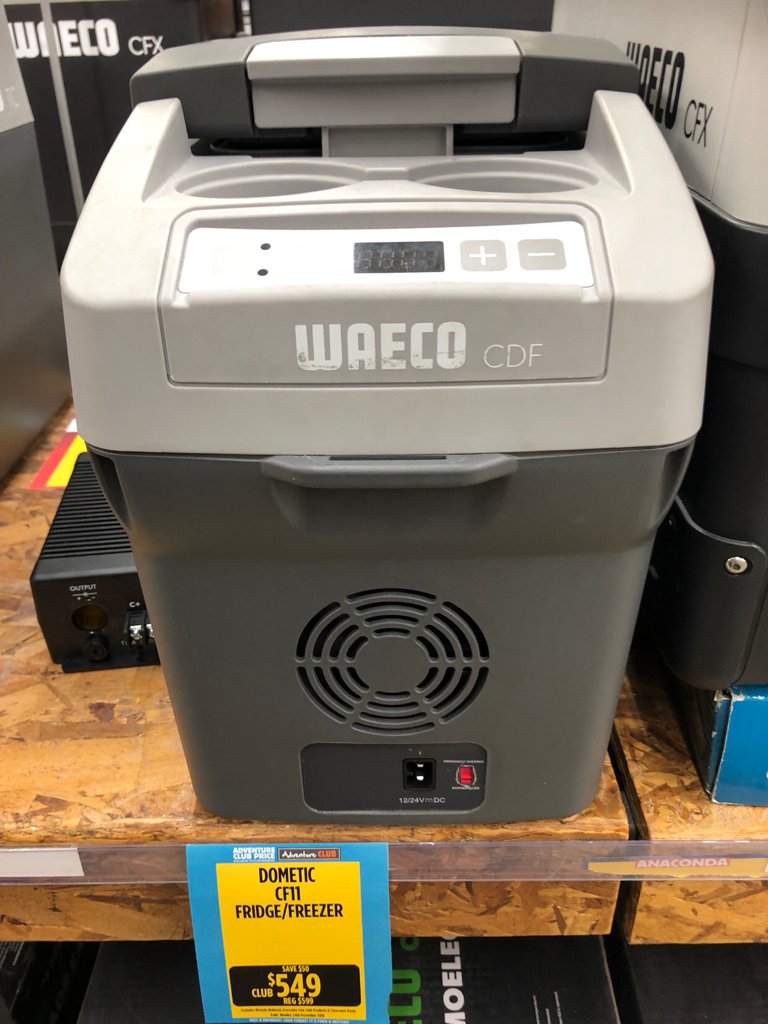 WAECO CFX
WAECO CFX
WAECO CDF
OUTPUT
C+
12/24V DC
ADVENTURE
CLUB PRICE
Adventure CLUB
DOMETIC
CF11
FRIDGE/FREEZER
SAVE $50
CLUB $549
REG $599
ANACONDA
MOELE